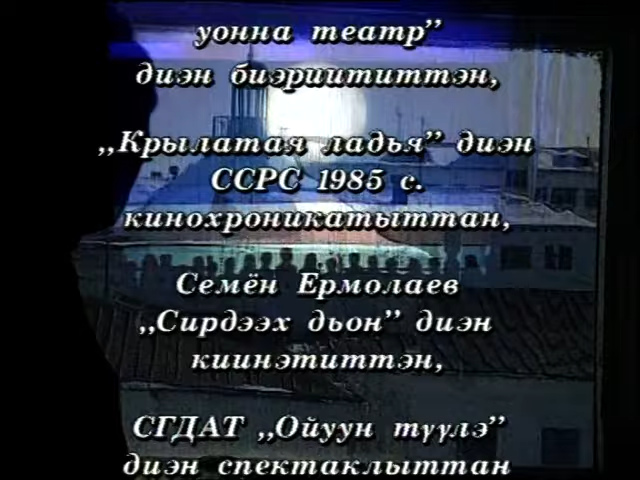 уонна театр”
диэн биэриититтэн,
„Крылатая ладья” диэн
ССРС 1985 с.
кинохроникатыттан,
Семён Ермолаев
„Сирдээх дьон” диэн
киинэтиттэн,
СГДАТ „Ойуун түүлэ”
диэн спектаклыттан